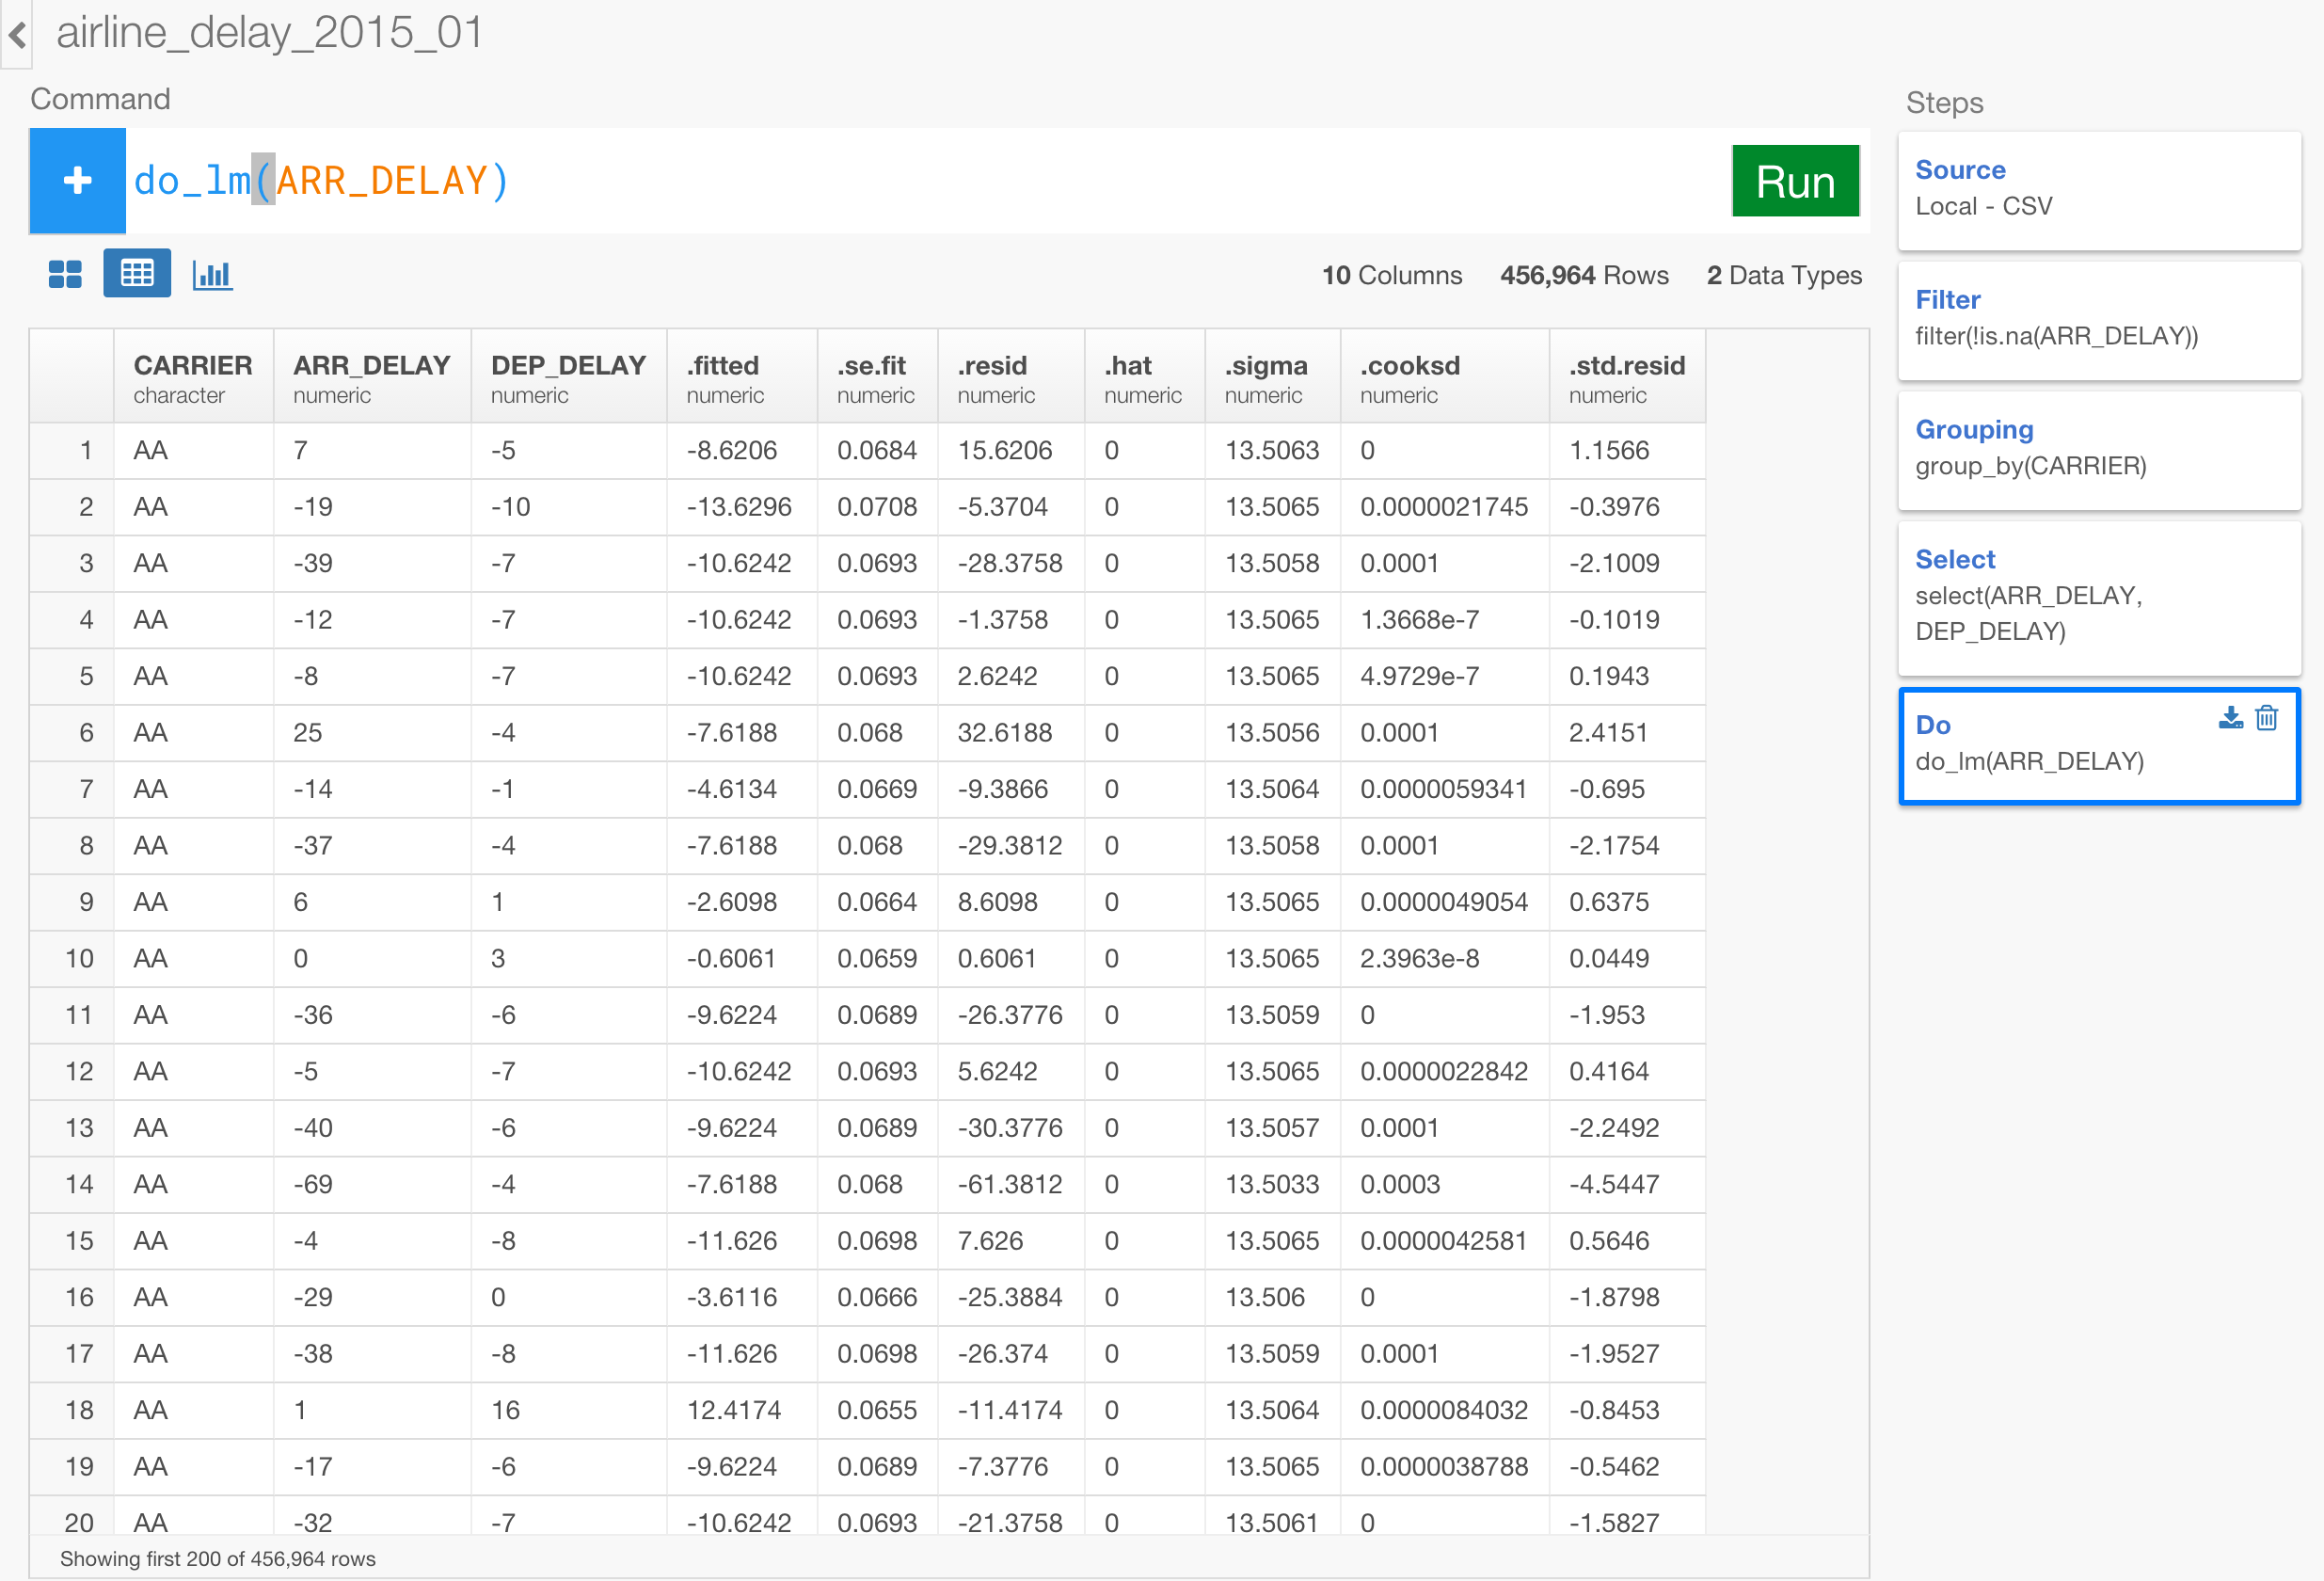 airline_delay_2015_01
Command
do_lm(ARR_DELAY)
Run
10 Columns 456,964 Rows 2 Data Types
CARRIER ARR_DELAY DEP_DELAY .fitted .se.fit .resid .hat .sigma .cooksd .std.resid
character numeric numeric numeric numeric numeric numeric numeric numeric numeric
1 AA 7 -5 -8.6206 0.0684 15.6206 0 13.5063 0 1.1566
2 AA -19 -10 -13.6296 0.0708 -5.3704 0 13.5065 0.0000021745 -0.3976
3 AA -39 -7 -10.6242 0.0693 -28.3758 0 13.5058 0.0001 -2.1009
4 AA -12 -7 -10.6242 0.0693 -1.3758 0 13.5065 1.3668e-7 -0.1019
5 AA -8 -7 -10.6242 0.0693 2.6242 0 13.5065 4.9729e-7 0.1943
6 AA 25 -4 -7.6188 0.068 32.6188 0 13.5056 0.0001 2.4151
7 AA -14 -1 -4.6134 0.0669 -9.3866 0 13.5064 0.0000059341 -0.695
8 AA -37 -4 -7.6188 0.068 -29.3812 0 13.5058 0.0001 -2.1754
9 AA 6 1 -2.6098 0.0664 8.6098 0 13.5065 0.0000049054 0.6375
10 AA 0 3 -0.6061 0.0659 0.6061 0 13.5065 2.3963e-8 0.0449
11 AA -36 -6 -9.6224 0.0689 -26.3776 0 13.5059 0 -1.953
12 AA -5 -7 -10.6242 0.0693 5.6242 0 13.5065 0.0000022842 0.4164
13 AA -40 -6 -9.6224 0.0689 -30.3776 0 13.5057 0.0001 -2.2492
14 AA -69 -4 -7.6188 0.068 -61.3812 0 13.5033 0.0003 -4.5447
15 AA -4 -8 -11.626 0.0698 7.626 0 13.5065 0.0000042581 0.5646
16 AA -29 0 -3.6116 0.0666 -25.3884 0 13.506 0 -1.8798
17 AA -38 -8 -11.626 0.0698 -26.374 0 13.5059 0.0001 -1.9527
18 AA 1 16 12.4174 0.0655 -11.4174 0 13.5064 0.0000084032 -0.8453
19 AA -17 -6 -9.6224 0.0689 -7.3776 0 13.5065 0.0000038788 -0.5462
20 AA -32 -7 -10.6242 0.0693 -21.3758 0 13.5061 0 -1.5827
Showing first 200 of 456,964 rows
Steps
Source
Local - CSV
Filter
filter(!is.na(ARR_DELAY))
Grouping
group_by(CARRIER)
Select
select(ARR_DELAY,
DEP_DELAY)
Do
do_lm(ARR_DELAY)